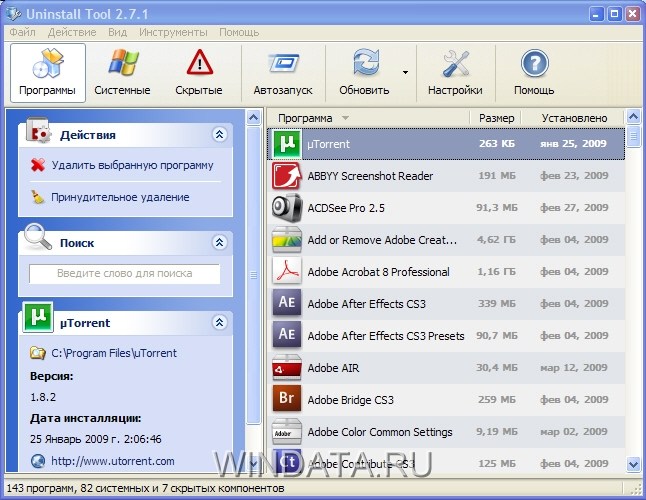 Uninstall Tool 2.7.1
Файл Действие Вид Инструменты Помощь
Программы Системные Скрытые Автозапуск Обновить Настройки Помощь
Действия
Удалить выбранную программу
Принудительное удаление
Поиск
Введите слово для поиска
µTorrent
C:\Program Files\uTorrent
Версия:
1.8.2
Дата инсталляции:
25 Январь 2009 г. 2:06:46
http://www.utorrent.com
Программа Размер Установлено
µTorrent 263 КБ янв 25, 2009
ABBYY Screenshot Reader 191 МБ фев 23, 2009
ACDSee Pro 2.5 91,3 МБ фев 27, 2009
Add or Remove Adobe Creat... 4,62 ГБ фев 04, 2009
Adobe Acrobat 8 Professional 1,16 ГБ фев 04, 2009
Adobe After Effects CS3 339 МБ фев 04, 2009
Adobe After Effects CS3 Presets 90,7 МБ фев 04, 2009
Adobe AIR 30,4 МБ мар 12, 2009
Adobe Bridge CS3 259 МБ фев 04, 2009
Adobe Color Common Settings 9,19 МБ мар 02, 2009
Adobe Contribute CS3 125 МБ фев 04, 2009
WINDATA.RU
143 программ, 82 системных и 7 скрытых компонентов